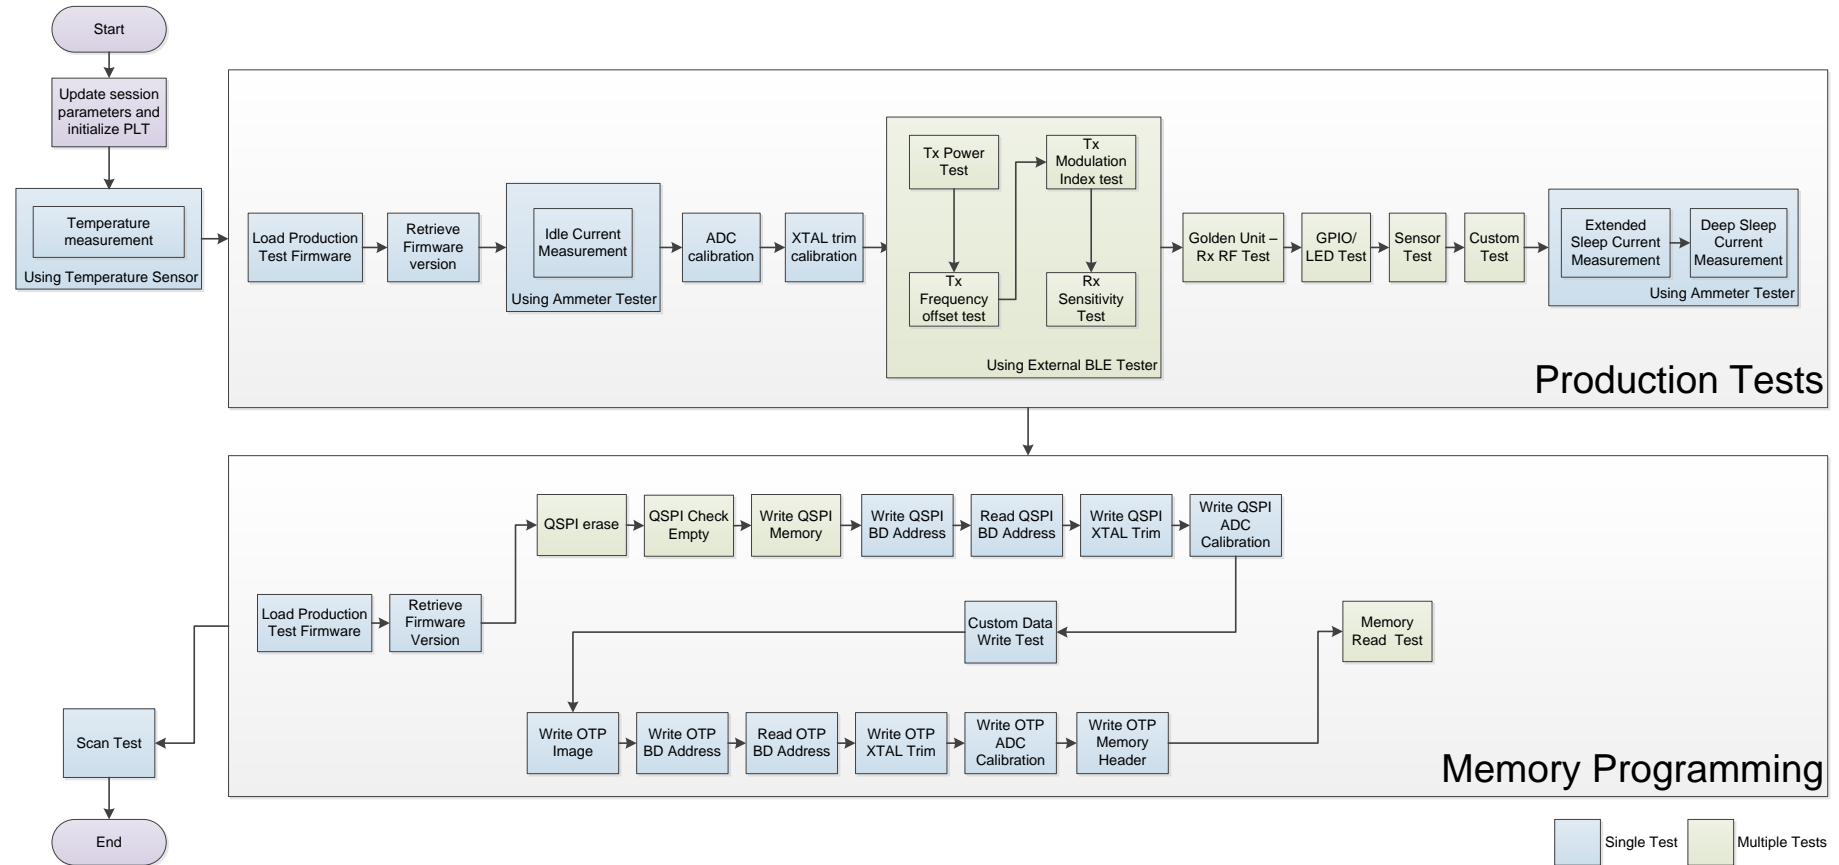 Start
Update session
parameters and
initialize PLT
Temperature
measurement
Using Temperature Sensor
Load Production
Test Firmware
Retrieve
Firmware
version
Idle Current
Measurement
Using Ammeter Tester
ADC
calibration
XTAL trim
calibration
Tx Power
Test
Tx
Frequency
offset test
Tx
Modulation
Index test
Rx
Sensitivity
Test
Using External BLE Tester
Golden Unit –
Rx RF Test
GPIO/
LED Test
Sensor
Test
Custom
Test
Extended
Sleep Current
Measurement
Deep Sleep
Current
Measurement
Using Ammeter Tester
Production Tests
Load Production
Test Firmware
Retrieve
Firmware
Version
QSPI erase
QSPI Check
Empty
Write QSPI
Memory
Write QSPI
BD Address
Read QSPI
BD Address
Write QSPI
XTAL Trim
Write QSPI
ADC
Calibration
Custom Data
Write Test
Write OTP
Image
Write OTP
BD Address
Read OTP
BD Address
Write OTP
XTAL Trim
Write OTP
ADC
Calibration
Write OTP
Memory
Header
Memory
Read Test
Memory Programming
Scan Test
End
Single Test
Multiple Tests